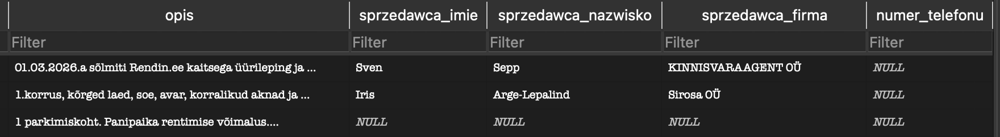 opis sprzedawca_imie sprzedawca_nazwisko sprzedawca_firma numer_telefonu
Filter Filter Filter Filter Filter
01.03.2026.a sõlmiti Rendin.ee kaitsega üürileping ja ... Sven Sepp KINNISVARAAGENT OÜ NULL
1.korrus, kõrged laed, soe, avar, korralikud aknad ja ... Iris Arge-Lepalind Sirosa OÜ NULL
1 parkimiskoht. Panipaika rentimise võimalus.... NULL NULL NULL NULL